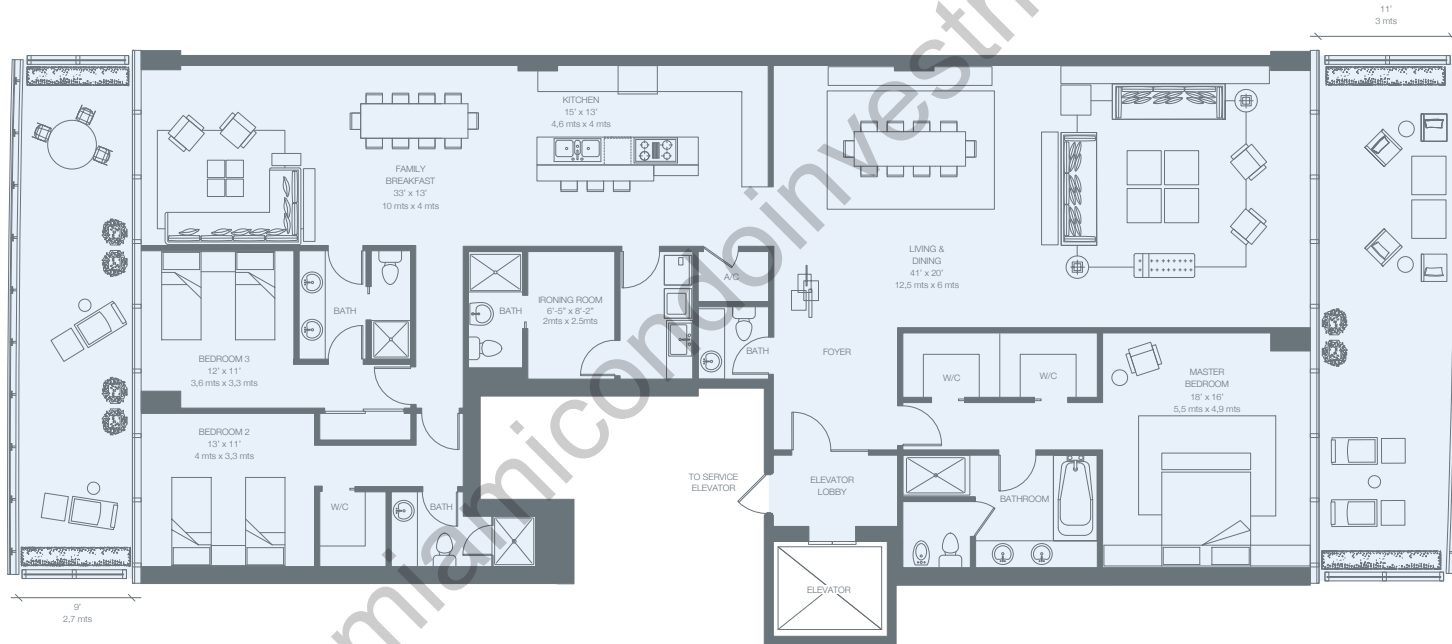 11'
3 mts
KITCHEN
15' x 13'
4,6 mts x 4 mts
FAMILY
BREAKFAST
33' x 13'
10 mts x 4 mts
LIVING &
DINING
41' x 20'
12,5 mts x 6 mts
A/C
BATH
BATH
IRONING ROOM
6'-5" x 8'-2"
2mts x 2.5mts
BATH
FOYER
BEDROOM 3
12' x 11'
3,6 mts x 3,3 mts
W/C
W/C
MASTER
BEDROOM
18' x 16'
5,5 mts x 4,9 mts
BEDROOM 2
13' x 11'
4 mts x 3,3 mts
TO SERVICE
ELEVATOR
ELEVATOR
LOBBY
BATHROOM
W/C
BATH
ELEVATOR
9'
2,7 mts
miamicondoinvestm